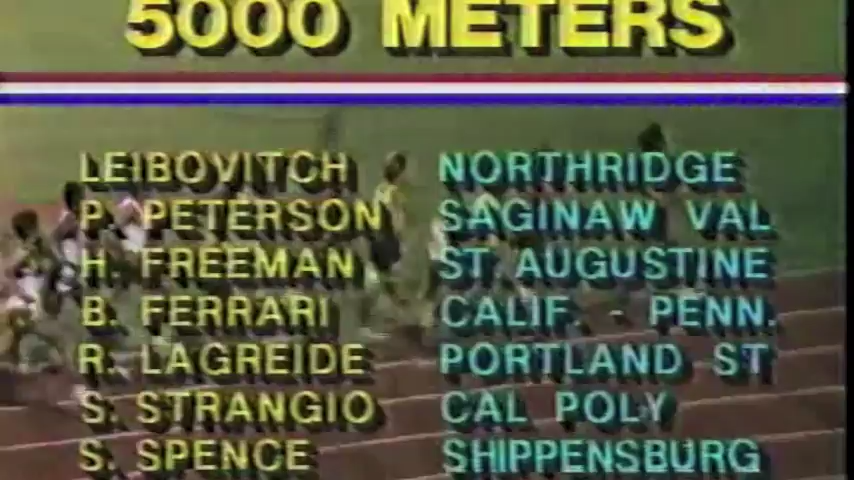 5000 METERS
LEIBOVITCH NORTHRIDGE
P. PETERSON SAGINAW VAL
H. FREEMAN ST. AUGUSTINE
B. FERRARI CALIF. - PENN.
R. LAGREIDE PORTLAND ST
S. STRANGIO CAL POLY
S. SPENCE SHIPPENSBURG